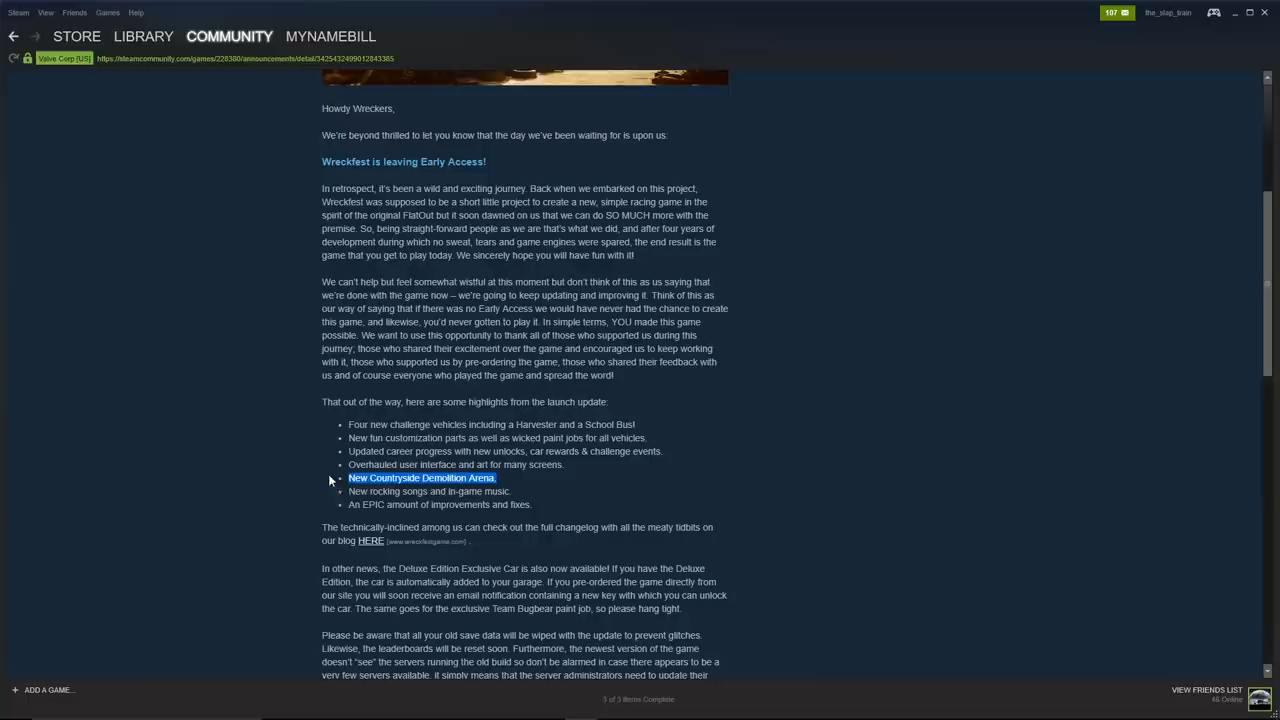 Steam View Friends Games Help
107 the_slap_train
STORE LIBRARY COMMUNITY MYNAMEBILL
Valve Corp [US] https://steamcommunity.com/games/228380/announcements/detail/3425432499012843385
Howdy Wreckers,
We're beyond thrilled to let you know that the day we've been waiting for is upon us:
Wreckfest is leaving Early Access!
In retrospect, it's been a wild and exciting journey. Back when we embarked on this project,
Wreckfest was supposed to be a short little project to create a new, simple racing game in the
spirit of the original FlatOut but it soon dawned on us that we can do SO MUCH more with the
premise. So, being straight-forward people as we are that's what we did, and after four years of
development during which no sweat, tears and game engines were spared, the end result is the
game that you get to play today. We sincerely hope you will have fun with it!
We can't help but feel somewhat wistful at this moment but don't think of this as us saying that
we're done with the game now – we're going to keep updating and improving it. Think of this as
our way of saying that if there was no Early Access we would have never had the chance to create
this game, and likewise, you'd never gotten to play it. In simple terms, YOU made this game
possible. We want to use this opportunity to thank all of those who supported us during this
journey; those who shared their excitement over the game and encouraged us to keep working
with it, those who supported us by pre-ordering the game, those who shared their feedback with
us and of course everyone who played the game and spread the word!
That out of the way, here are some highlights from the launch update:
• Four new challenge vehicles including a Harvester and a School Bus!
• New fun customization parts as well as wicked paint jobs for all vehicles.
• Updated career progress with new unlocks, car rewards & challenge events.
• Overhauled user interface and art for many screens.
• New Countryside Demolition Arena.
• New rocking songs and in-game music.
• An EPIC amount of improvements and fixes.
The technically-inclined among us can check out the full changelog with all the meaty tidbits on
our blog HERE [www.wreckfestgame.com] .
In other news, the Deluxe Edition Exclusive Car is also now available! If you have the Deluxe
Edition, the car is automatically added to your garage. If you pre-ordered the game directly from
our site you will soon receive an email notification containing a new key with which you can unlock
the car. The same goes for the exclusive Team Bugbear paint job, so please hang tight.
Please be aware that all your old save data will be wiped with the update to prevent glitches.
Likewise, the leaderboards will be reset soon. Furthermore, the newest version of the game
doesn't "see" the servers running the old build so don't be alarmed in case there appears to be a
very few servers available, it simply means that the server administrators need to update their
+ ADD A GAME...
3 of 3 Items Complete
VIEW FRIENDS LIST
46 Online